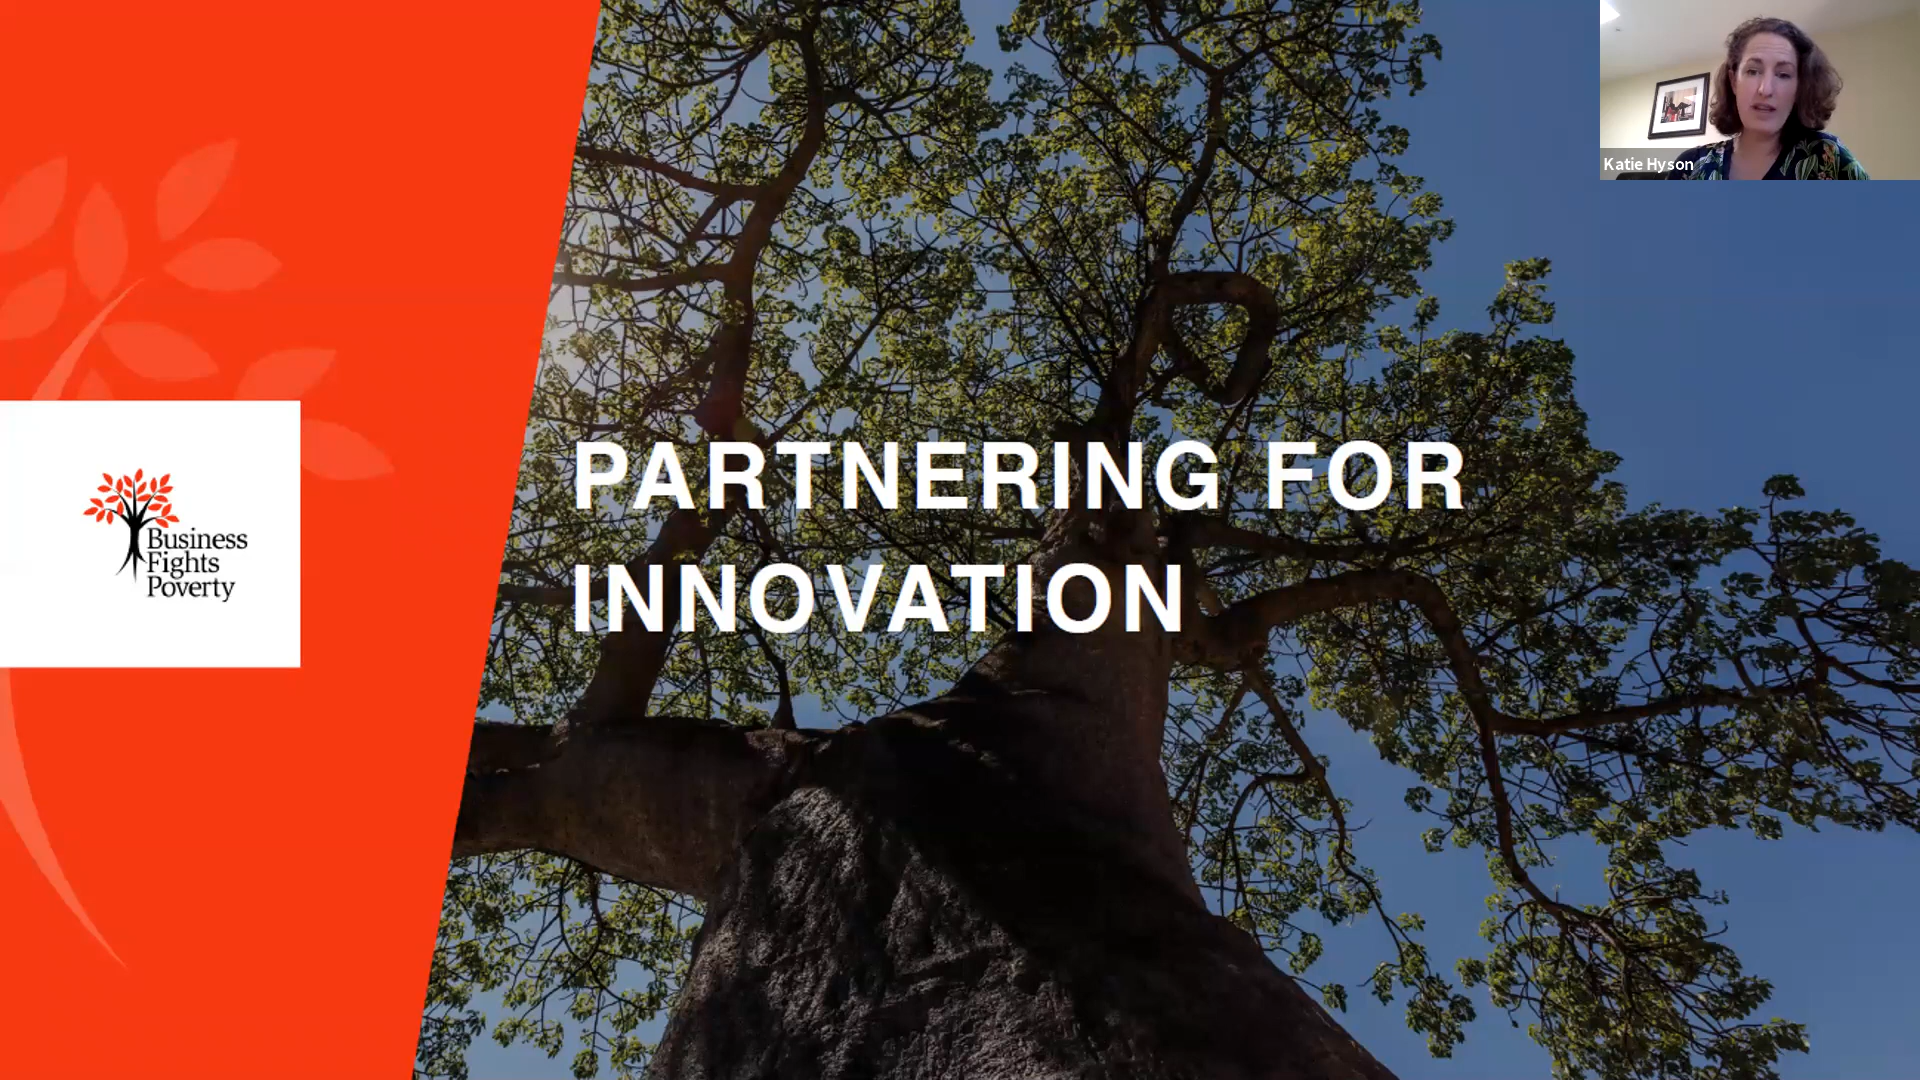 Katie Hyson
PARTNERING FOR
INNOVATION
Business
Fights
Poverty